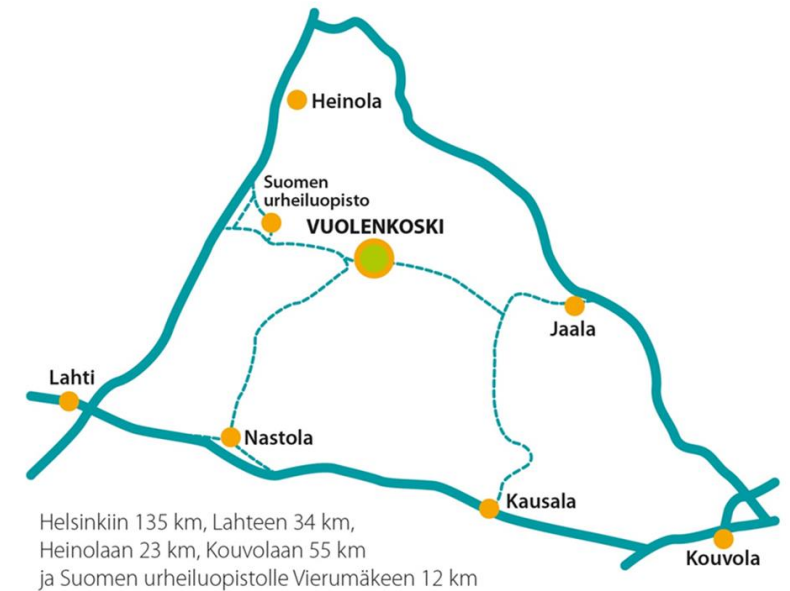 Heinola
Suomen
urheiluopisto
VUOLENKOSKI
Jaala
Lahti
Nastola
Kausala
Kouvola
Helsinkiin 135 km, Lahteen 34 km,
Heinolaan 23 km, Kouvolaan 55 km
ja Suomen urheiluopistolle Vierumäkeen 12 km